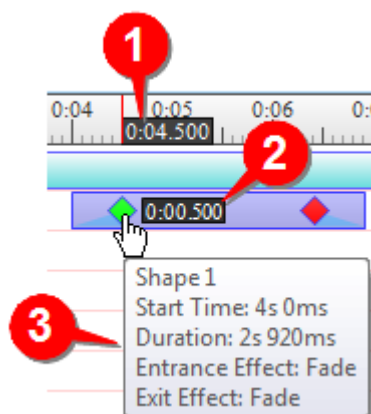 1
0:04 0:05 0:06 0:
0:04.500
2
0:00.500
3
Shape 1
Start Time: 4s 0ms
Duration: 2s 920ms
Entrance Effect: Fade
Exit Effect: Fade